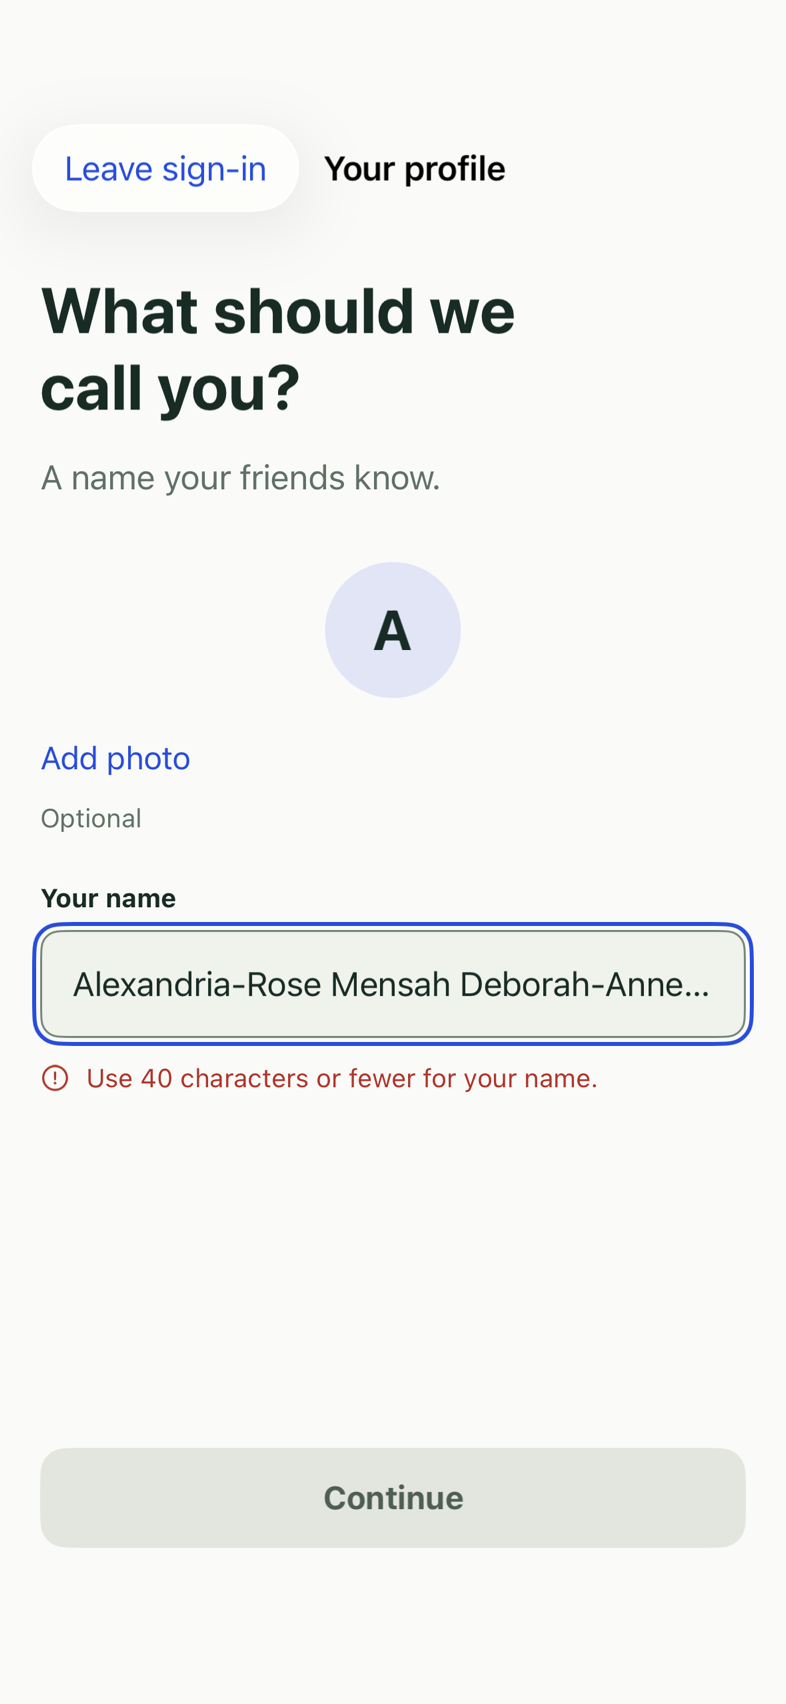 Leave sign-in
Your profile
What should we
call you?
A name your friends know.
A
Add photo
Optional
Your name
Alexandria-Rose Mensah Deborah-Anne...
Use 40 characters or fewer for your name.
Continue